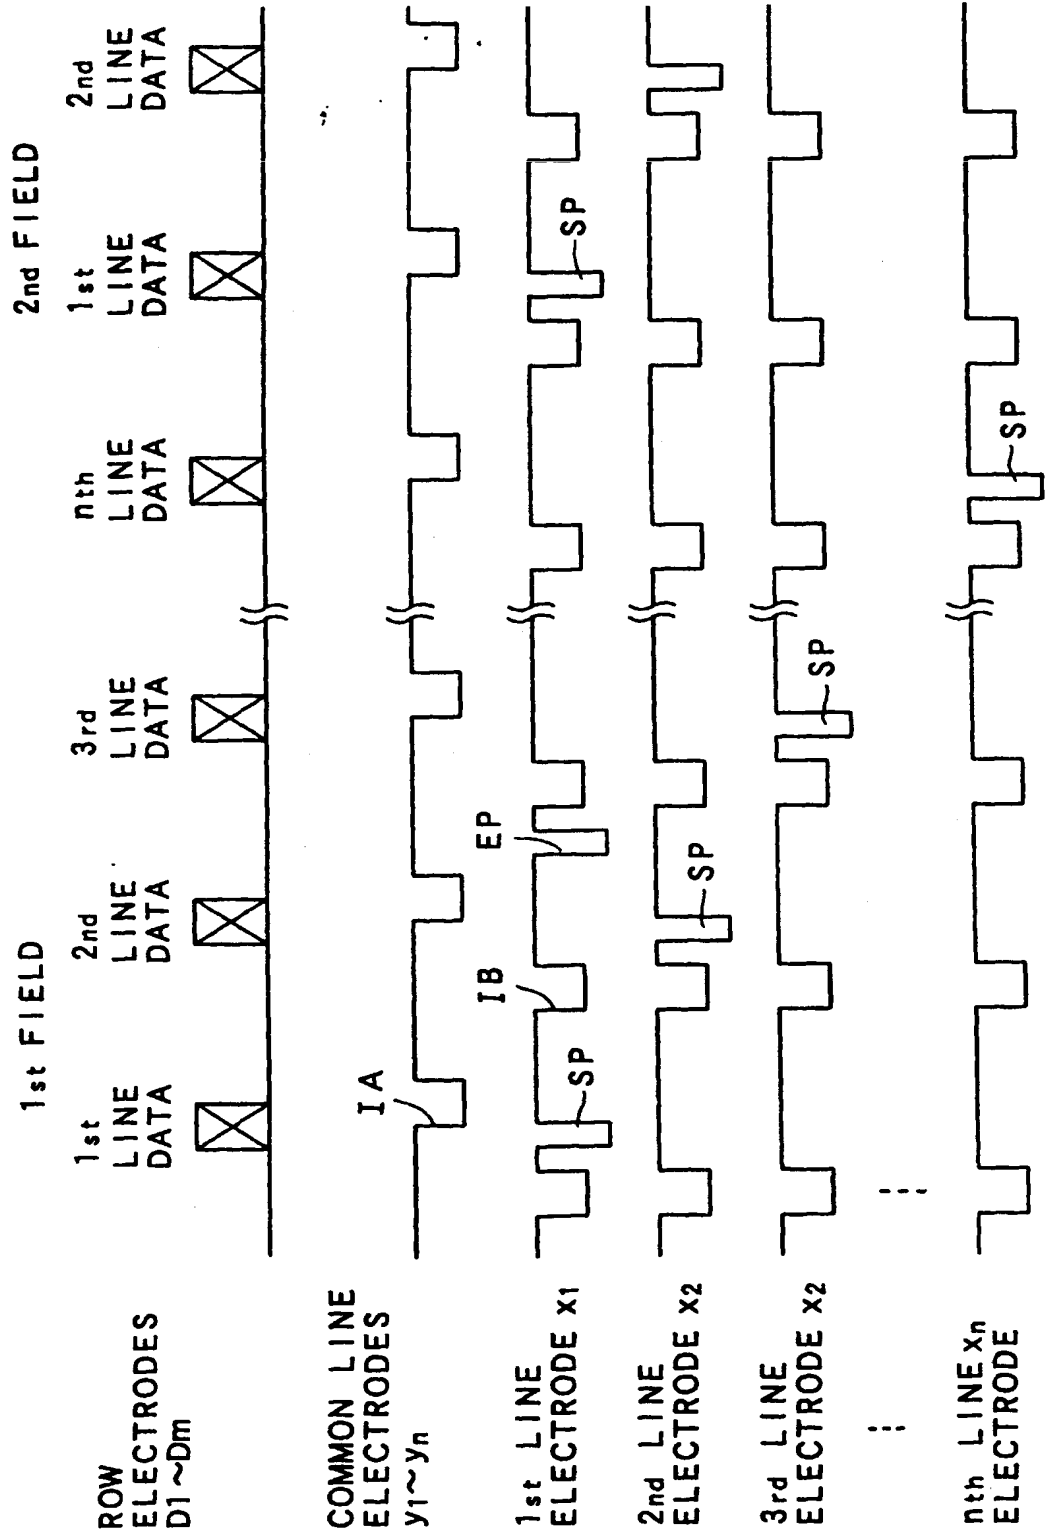 1st FIELD
2nd FIELD
1st
LINE
DATA
2nd
LINE
DATA
3rd
LINE
DATA
nth
LINE
DATA
1st
LINE
DATA
2nd
LINE
DATA
ROW
ELECTRODES
D1~Dm
COMMON LINE
ELECTRODES
y1~yn
IA
1st LINE
ELECTRODE x1
SP
IB
EP
SP
2nd LINE
ELECTRODE x2
SP
3rd LINE
ELECTRODE x2
SP
nth LINE xn
ELECTRODE
SP